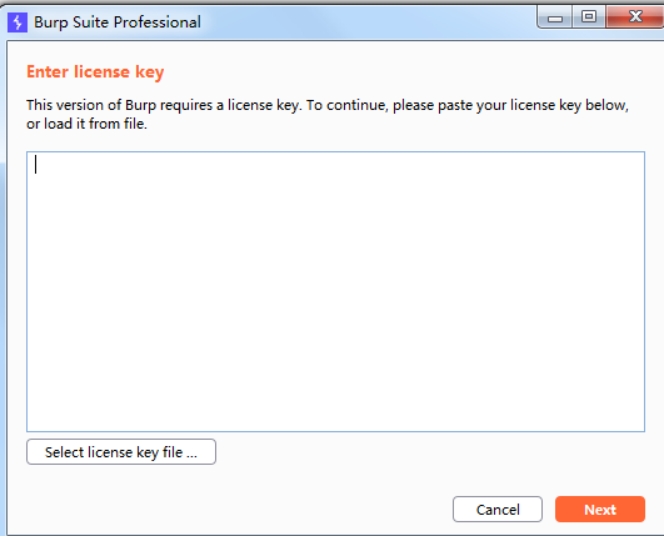 Burp Suite Professional
Enter license key
This version of Burp requires a license key. To continue, please paste your license key below,
or load it from file.
Select license key file ...
Cancel
Next